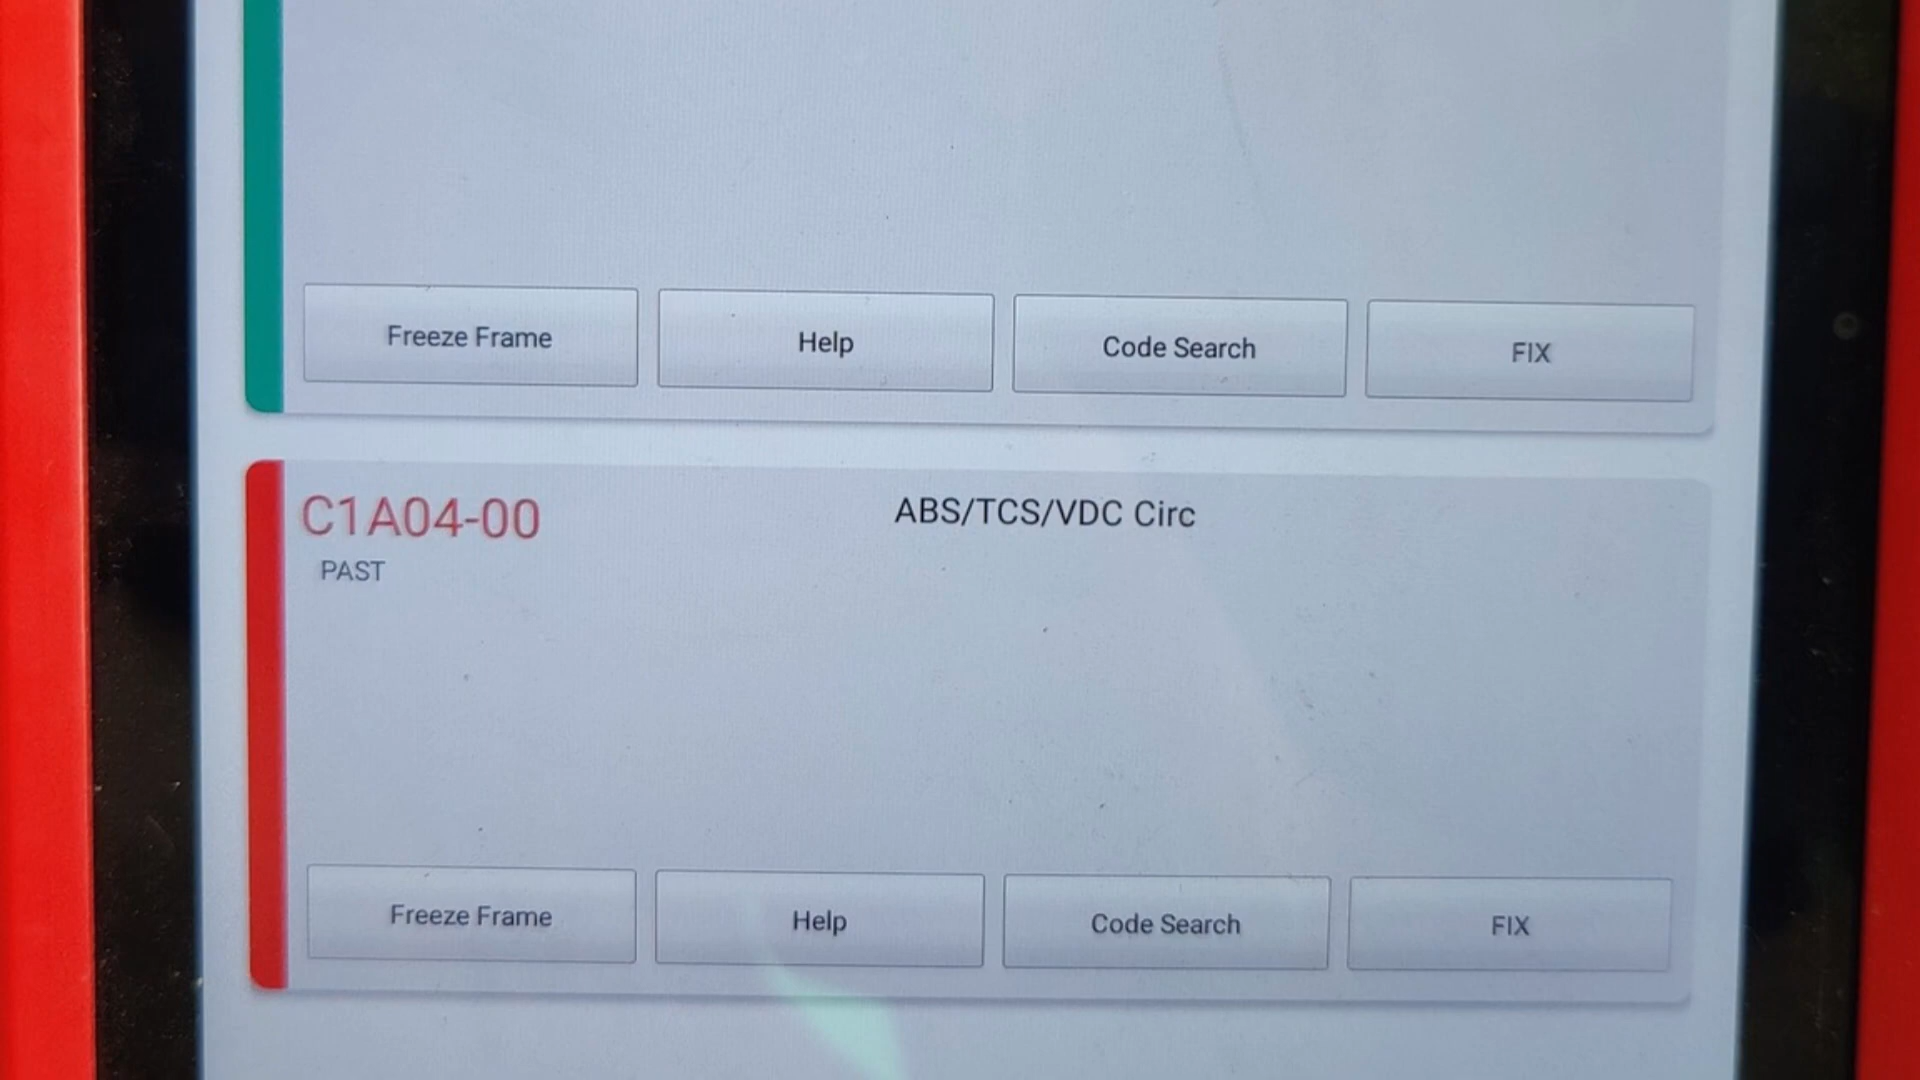 Freeze Frame
Help
Code Search
FIX
C1A04-00
ABS/TCS/VDC Circ
PAST
Freeze Frame
Help
Code Search
FIX